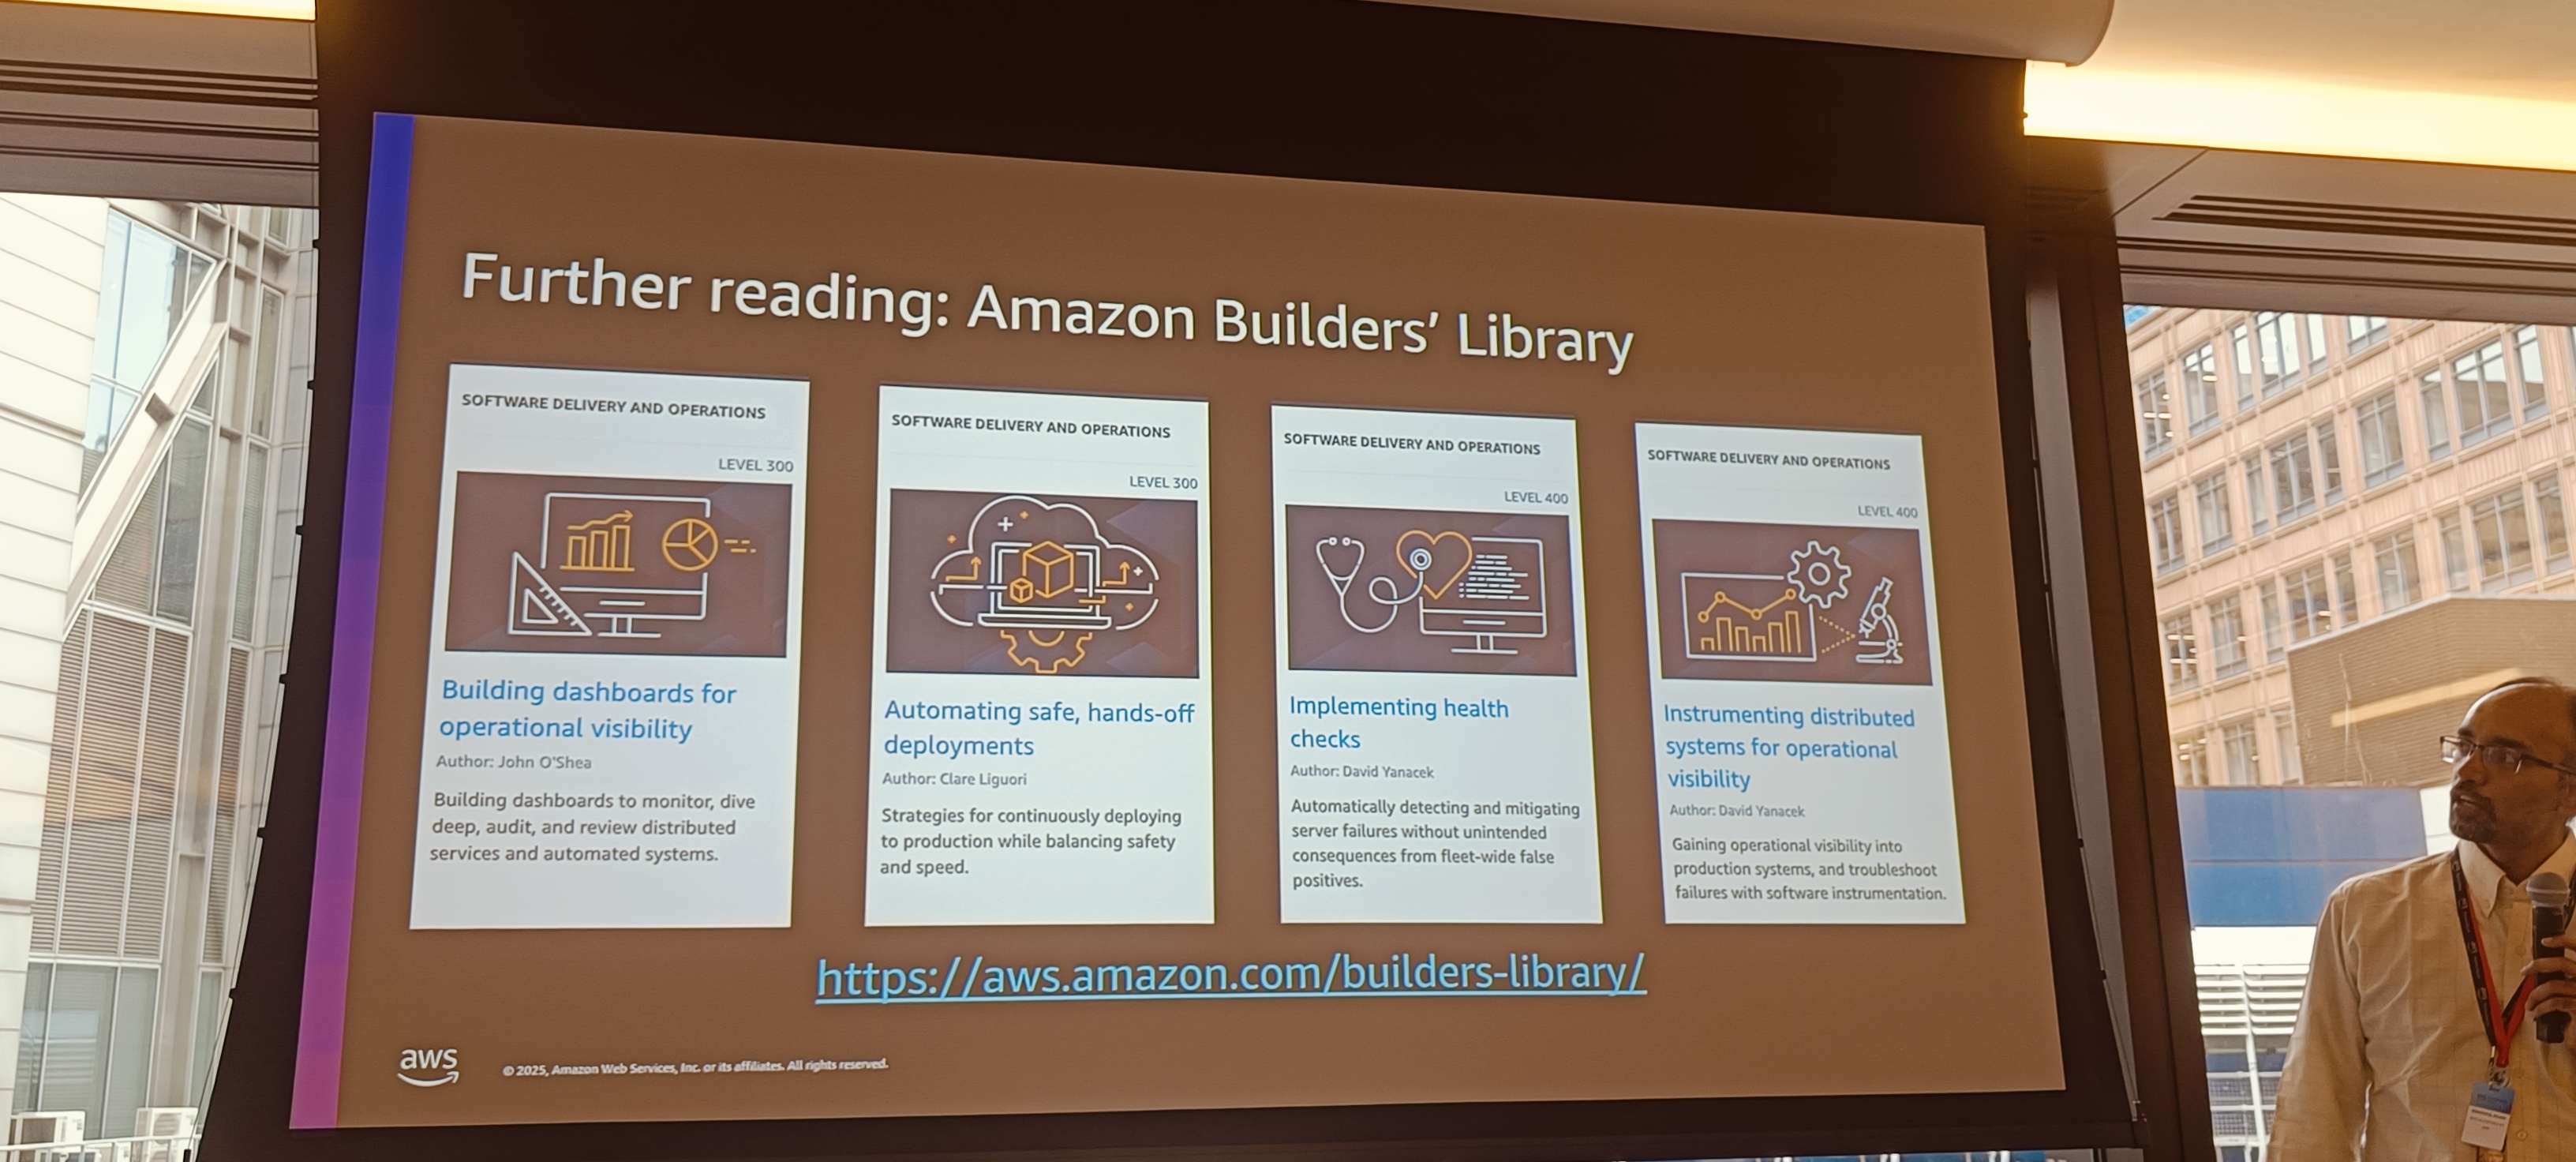 Further reading: Amazon Builders’ Library
SOFTWARE DELIVERY AND OPERATIONS
LEVEL 300
Building dashboards for
operational visibility
Author: John O'Shea
Building dashboards to monitor, dive
deep, audit, and review distributed
services and automated systems.
SOFTWARE DELIVERY AND OPERATIONS
LEVEL 300
Automating safe, hands-off
deployments
Author: Clare Liguori
Strategies for continuously deploying
to production while balancing safety
and speed.
SOFTWARE DELIVERY AND OPERATIONS
LEVEL 400
Implementing health
checks
Author: David Yanacek
Automatically detecting and mitigating
server failures without unintended
consequences from fleet-wide false
positives.
SOFTWARE DELIVERY AND OPERATIONS
LEVEL 400
Instrumenting distributed
systems for operational
visibility
Author: David Yanacek
Gaining operational visibility into
production systems, and troubleshoot
failures with software instrumentation.
https://aws.amazon.com/builders-library/
aws
© 2025, Amazon Web Services, Inc. or its affiliates. All rights reserved.